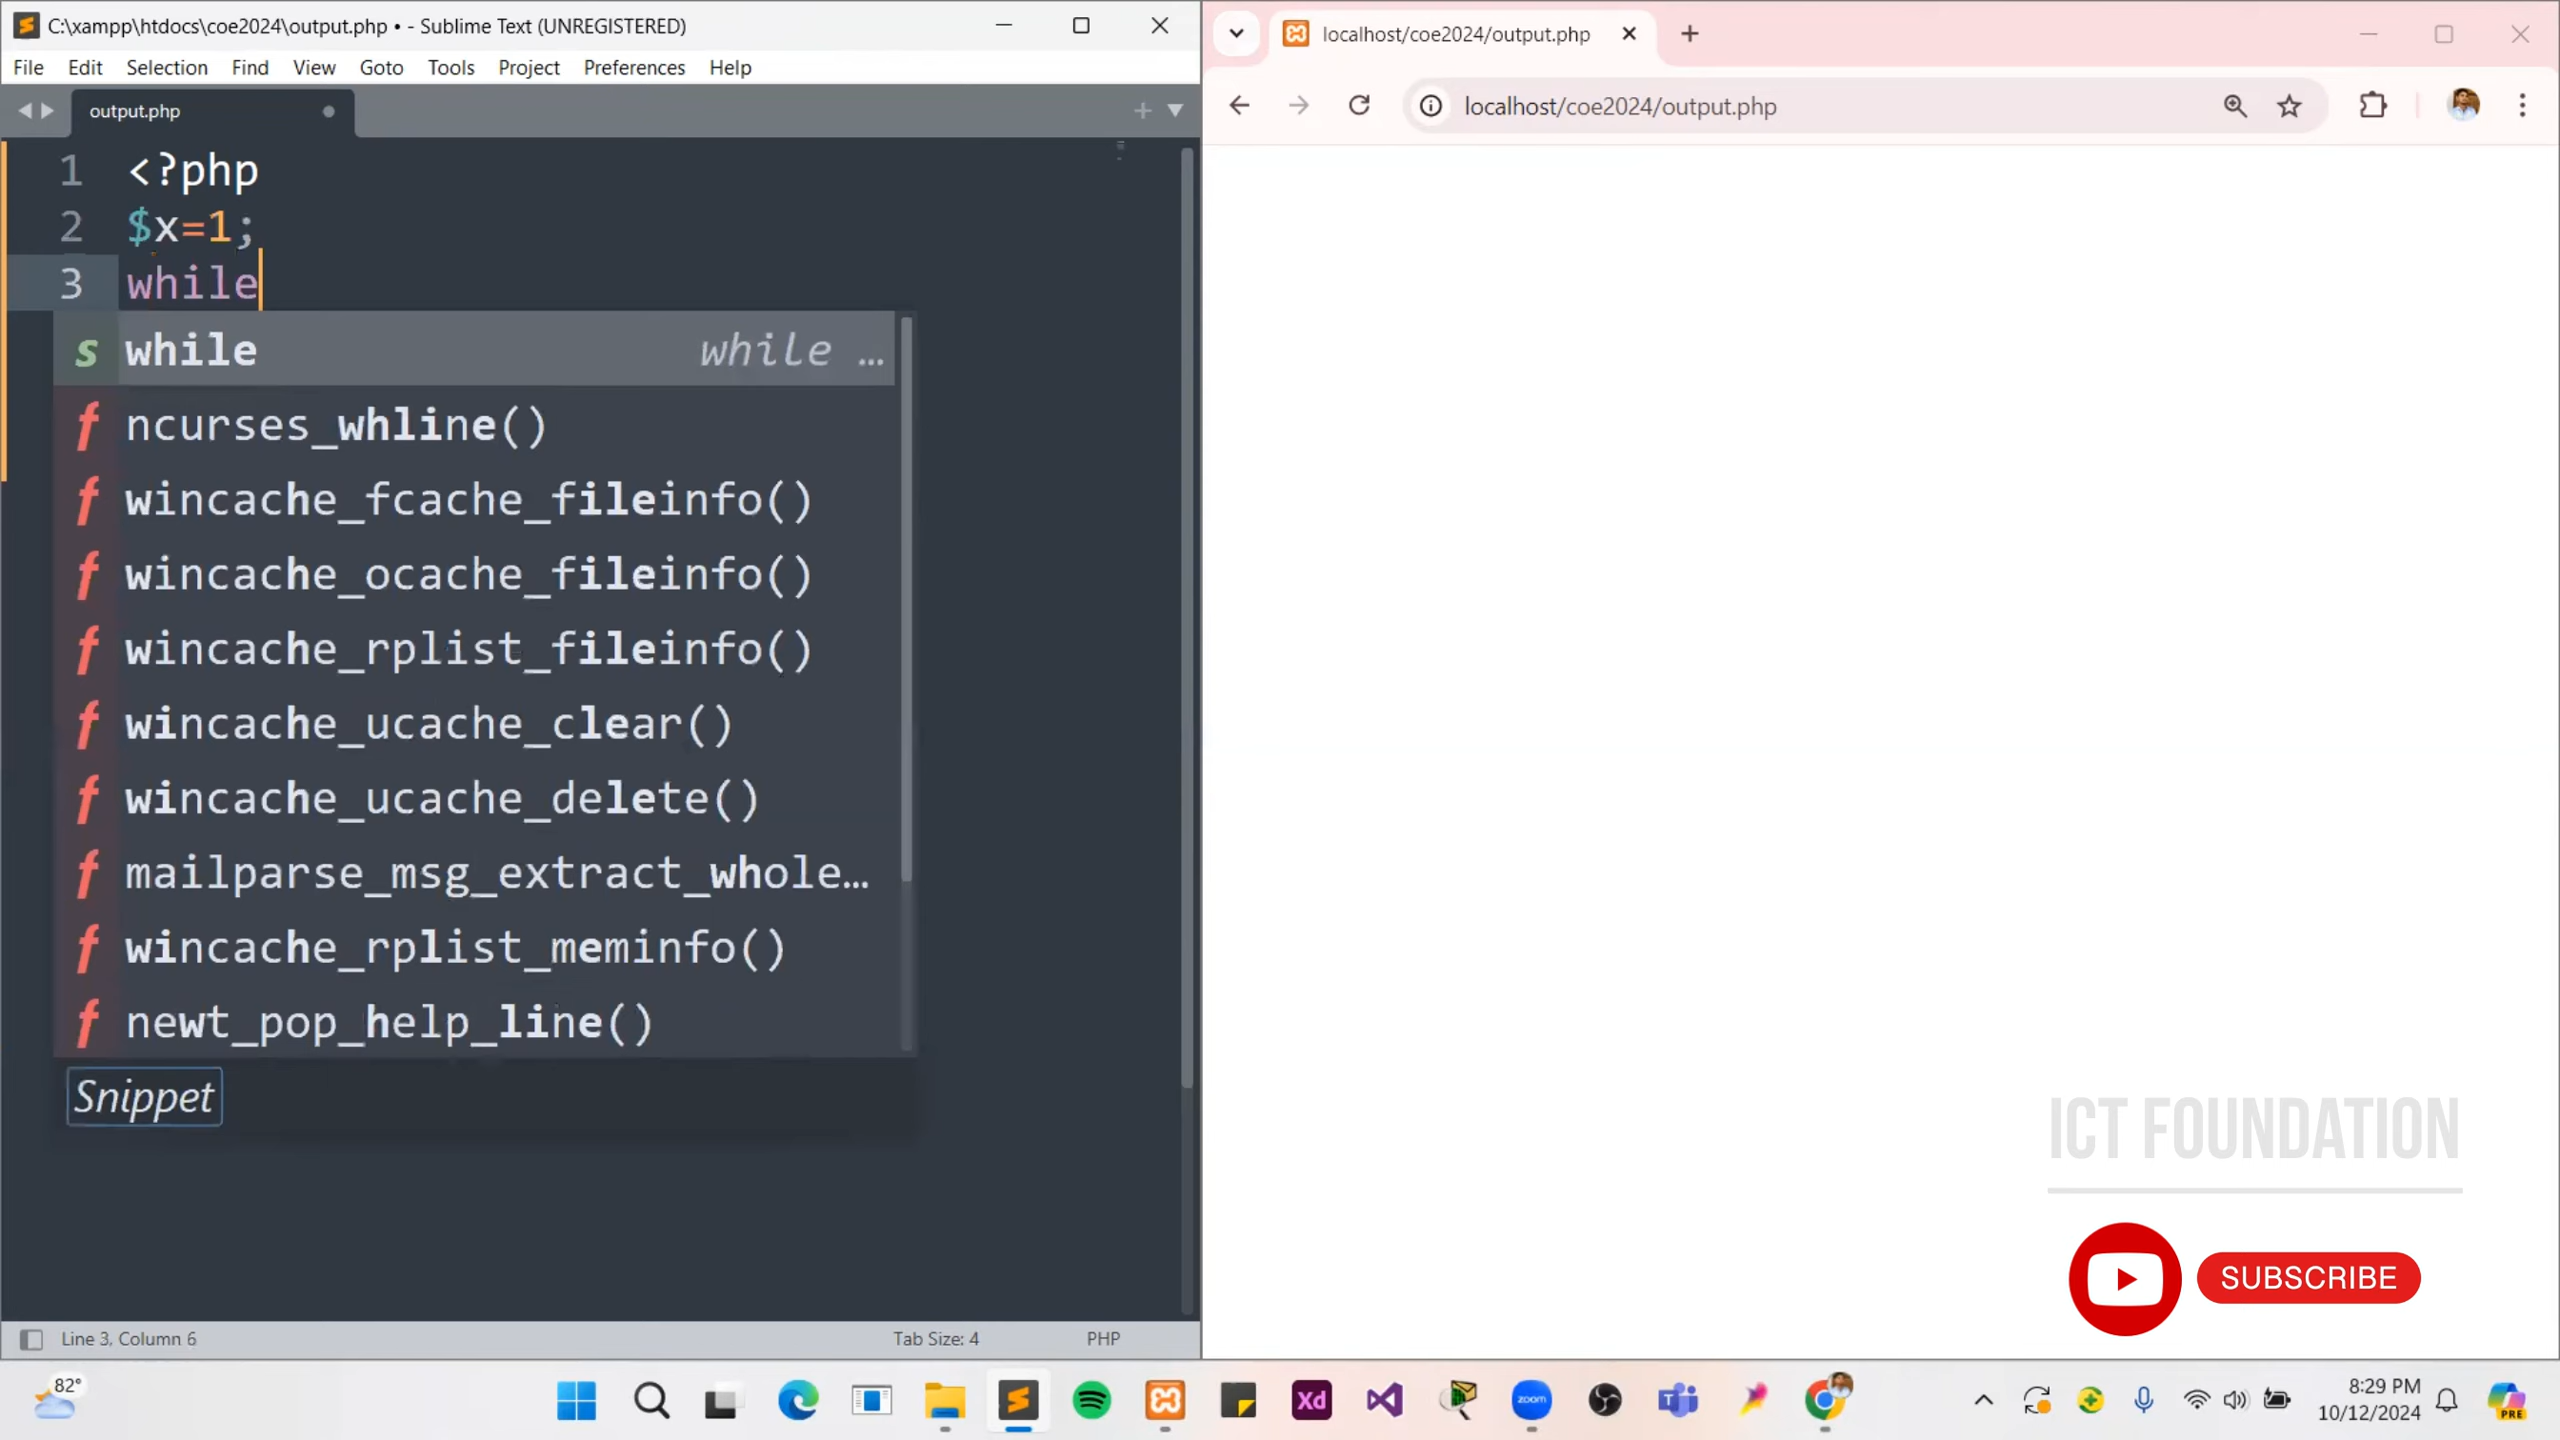 C:\xampp\htdocs\coe2024\output.php • - Sublime Text (UNREGISTERED)
File Edit Selection Find View Goto Tools Project Preferences Help
output.php
1 <?php
2 $x=1;
3 while
s while while …
f ncurses_whline()
f wincache_fcache_fileinfo()
f wincache_ocache_fileinfo()
f wincache_rplist_fileinfo()
f wincache_ucache_clear()
f wincache_ucache_delete()
f mailparse_msg_extract_whole…
f wincache_rplist_meminfo()
f newt_pop_help_line()
Snippet
Line 3, Column 6 Tab Size: 4 PHP
localhost/coe2024/output.php
localhost/coe2024/output.php
ICT FOUNDATION
SUBSCRIBE
82°
Xd
zoom
8:29 PM
10/12/2024
PRE